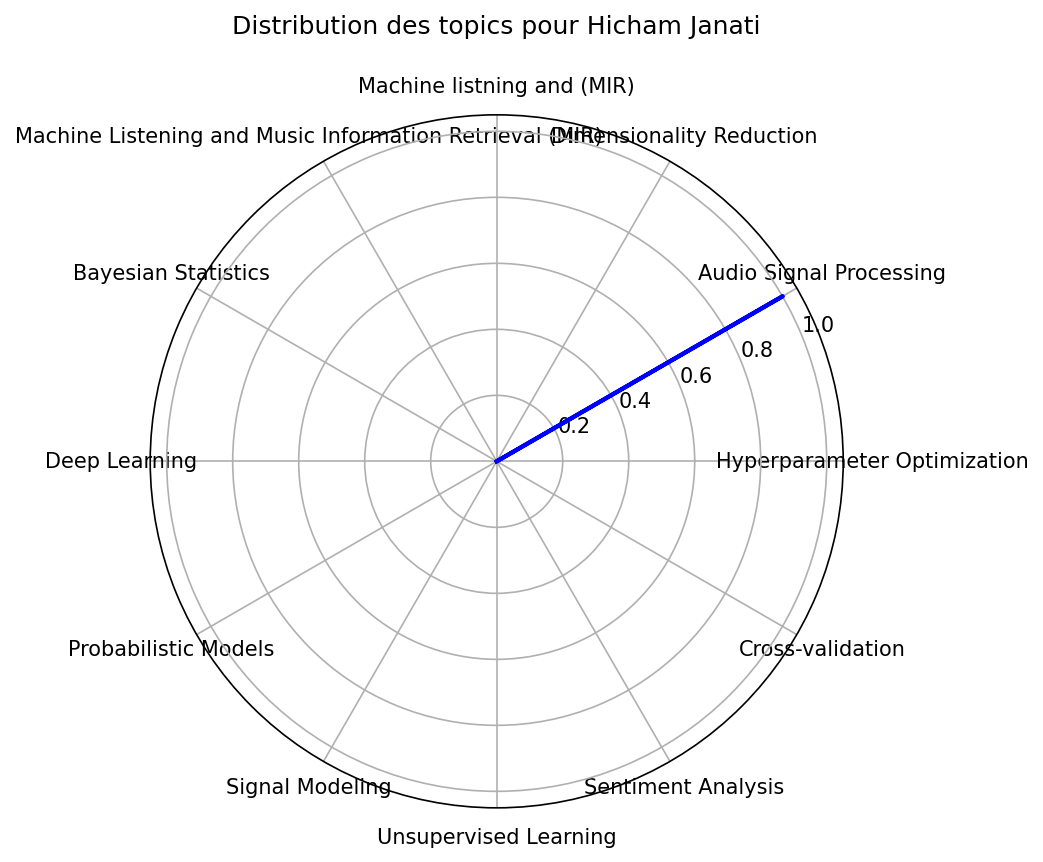 Distribution des topics pour Hicham Janati
Machine listning and (MIR)
Machine Listening and Music Information Retrieval (MIR)
Dimensionality Reduction
Bayesian Statistics
Audio Signal Processing
1.0
0.8
0.6
0.4
0.2
Deep Learning
Hyperparameter Optimization
Probabilistic Models
Cross-validation
Signal Modeling
Sentiment Analysis
Unsupervised Learning